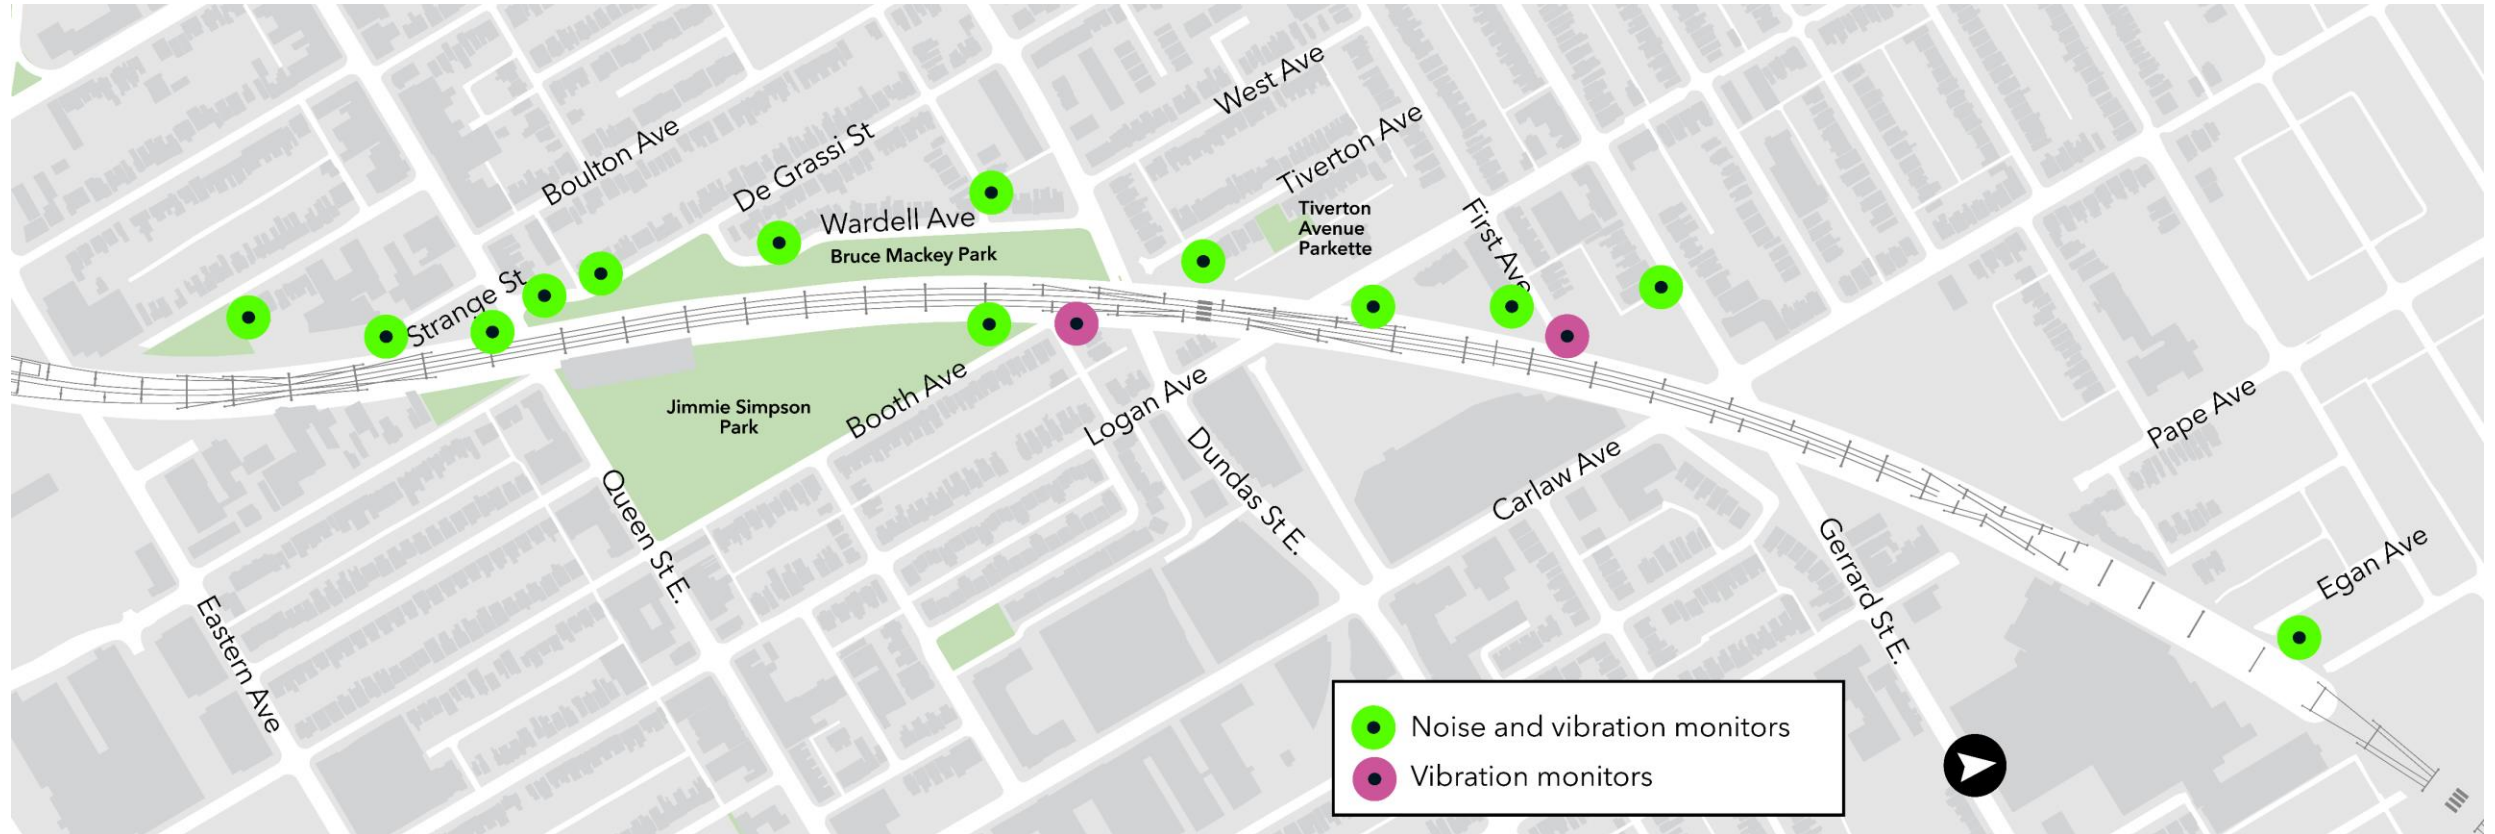 West Ave
Tiverton Ave
Boulton Ave
De Grassi St
Wardell Ave
Bruce Mackey Park
Tiverton
Avenue
Parkette
First Ave
Strange St
Jimmie Simpson
Park
Booth Ave
Logan Ave
Dundas St E.
Carlaw Ave
Pape Ave
Queen St E.
Gerrard St E.
Egan Ave
Eastern Ave
Noise and vibration monitors
Vibration monitors